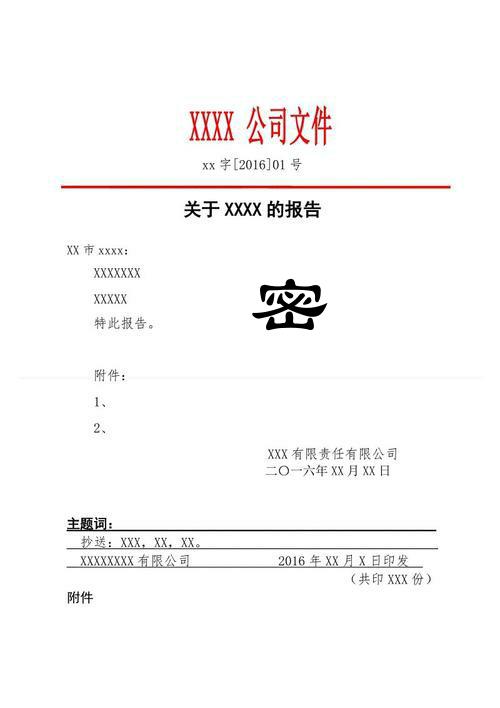 XXXX 公司文件
xx 字[2016]01 号
关于 XXXX 的报告
XX 市 xxxx：
XXXXXXX
XXXXX
密
特此报告。
附件：
1、
2、
XXX 有限责任有限公司
二〇一六年 XX 月 XX 日
主题词：
抄送：XXX，XX，XX。
XXXXXXXX 有限公司 2016 年 XX 月 X 日印发
（共印 XXX 份）
附件